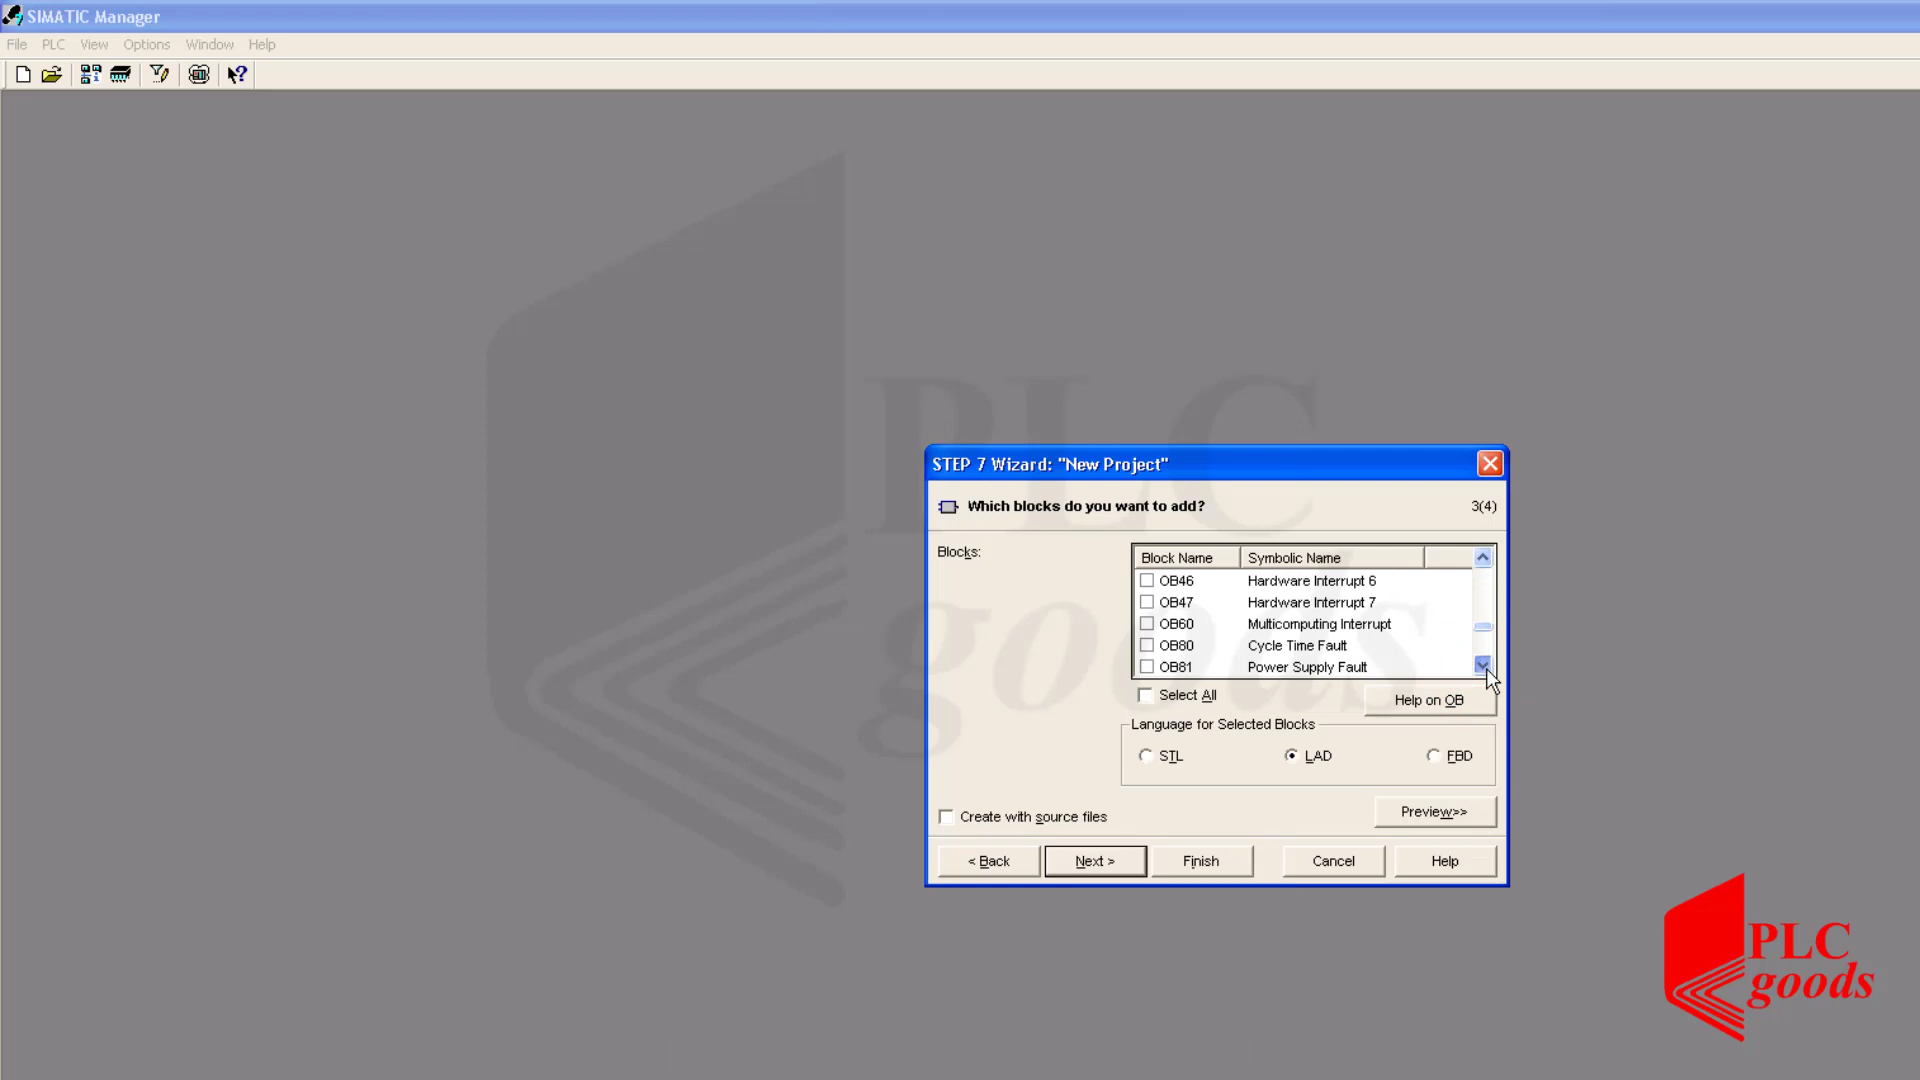 SIMATIC Manager
File PLC View Options Window Help
PLC
goods
STEP 7 Wizard: "New Project"
Which blocks do you want to add? 3(4)
Blocks:
Block Name Symbolic Name
OB46 Hardware Interrupt 6
OB47 Hardware Interrupt 7
OB60 Multicomputing Interrupt
OB80 Cycle Time Fault
OB81 Power Supply Fault
Select All
Help on OB
Language for Selected Blocks
STL LAD FBD
Create with source files
Preview>>
< Back Next > Finish Cancel Help
PLC
goods